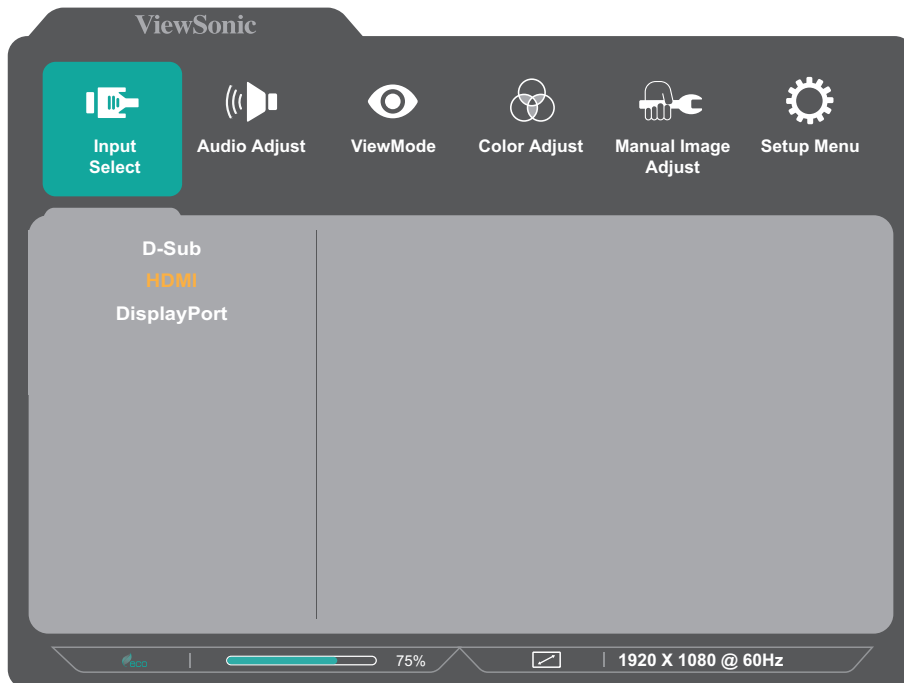 ViewSonic
Input
Select
Audio Adjust
ViewMode
Color Adjust
Manual Image
Adjust
Setup Menu
D-Sub
HDMI
DisplayPort
eco
75%
1920 X 1080 @ 60Hz